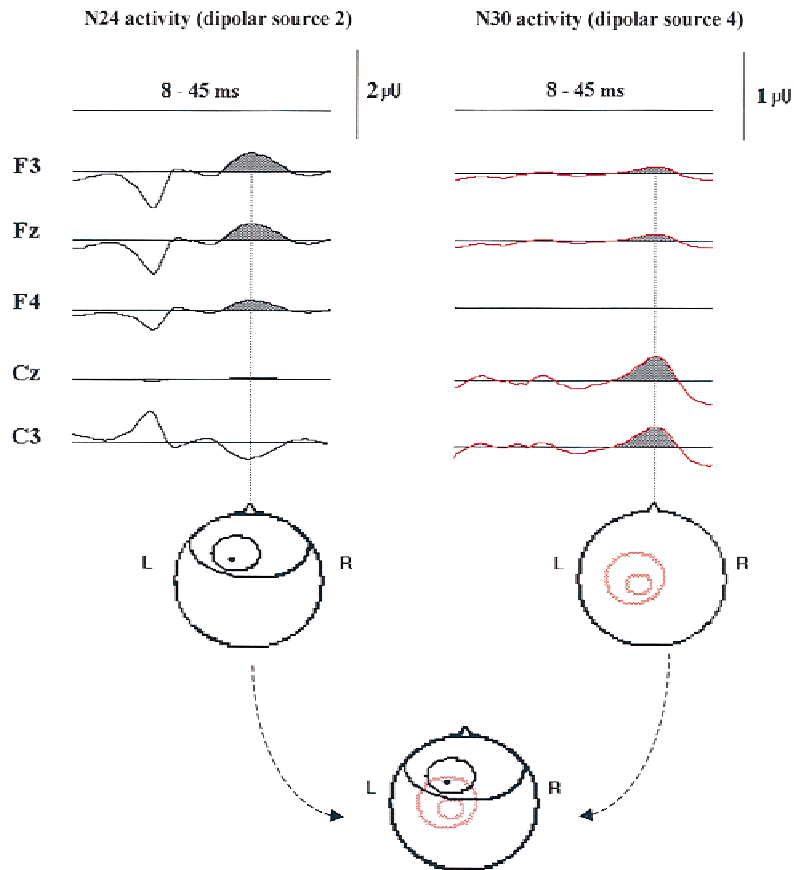 N24 activity (dipolar source 2)
N30 activity (dipolar source 4)
8 - 45 ms
2 µV
8 - 45 ms
1 µV
F3
Fz
F4
Cz
C3
L
R
L
R
L
R